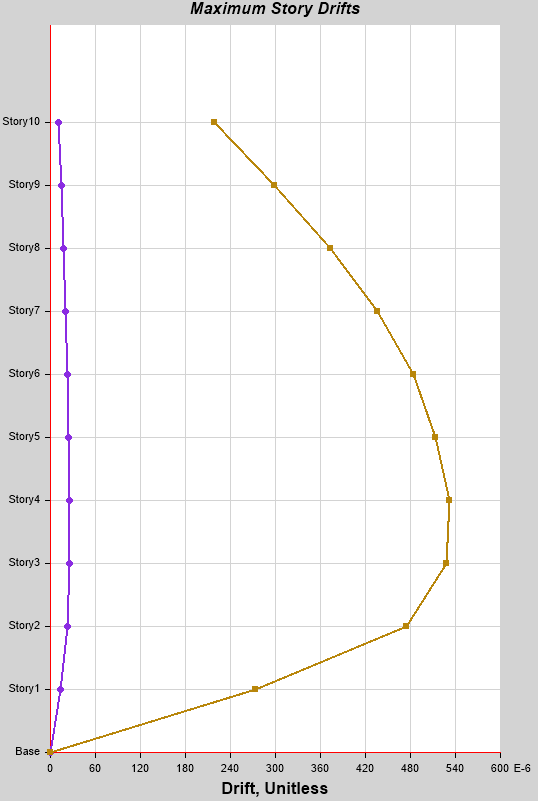 Maximum Story Drifts
Story10
Story9
Story8
Story7
Story6
Story5
Story4
Story3
Story2
Story1
Base
0 60 120 180 240 300 360 420 480 540 600 E-6
Drift, Unitless